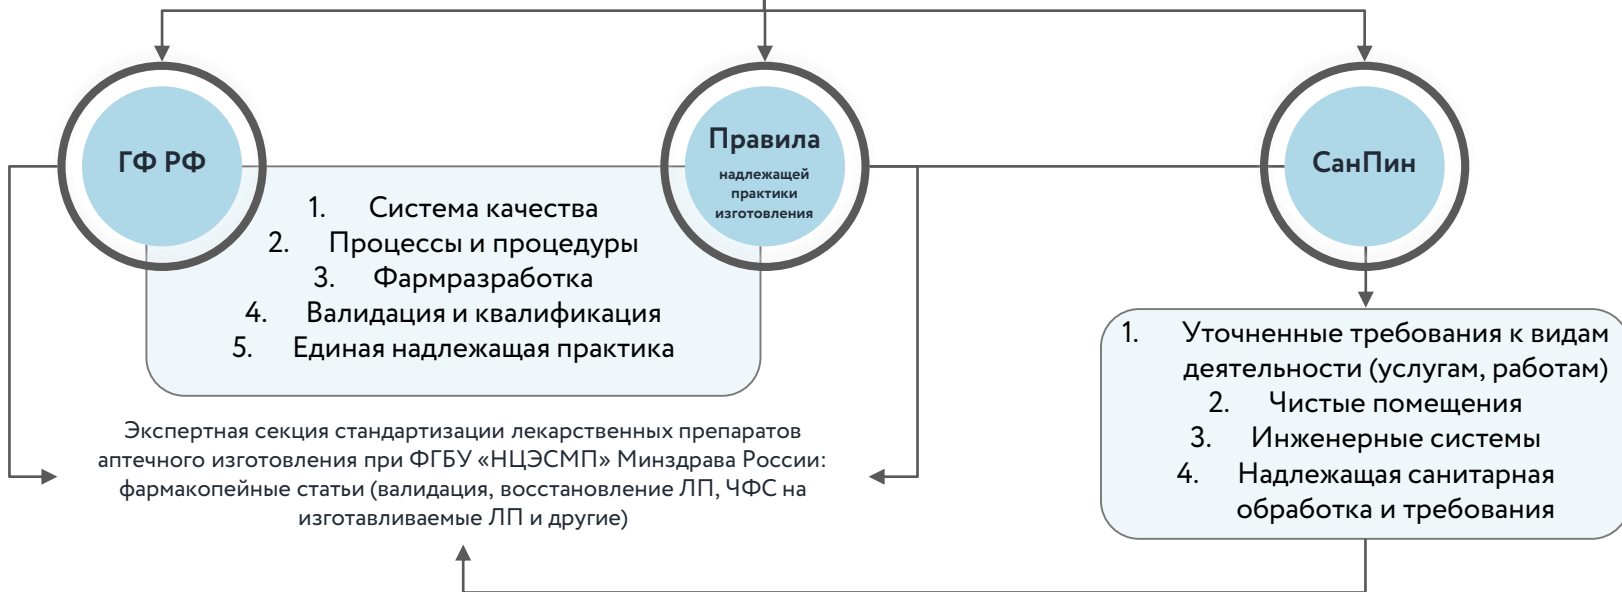 ГФ РФ
Правила
надлежащей
практики
изготовления
СанПин
1. Система качества
2. Процессы и процедуры
3. Фармразработка
4. Валидация и квалификация
5. Единая надлежащая практика
Экспертная секция стандартизации лекарственных препаратов
аптечного изготовления при ФГБУ «НЦЭСМП» Минздрава России:
фармакопейные статьи (валидация, восстановление ЛП, ЧФС на
изготавливаемые ЛП и другие)
1. Уточненные требования к видам
деятельности (услугам, работам)
2. Чистые помещения
3. Инженерные системы
4. Надлежащая санитарная
обработка и требования